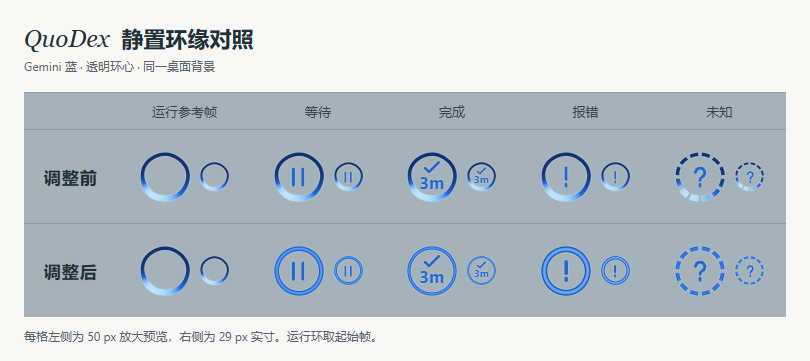 QuoDex 静置环缘对照
Gemini 蓝 · 透明环心 · 同一桌面背景
运行参考帧 等待 完成 报错 未知
调整前 3m 3m ! ! ? ?
调整后 3m 3m ! ! ? ?
每格左侧为 50 px 放大预览，右侧为 29 px 实寸。运行环取起始帧。